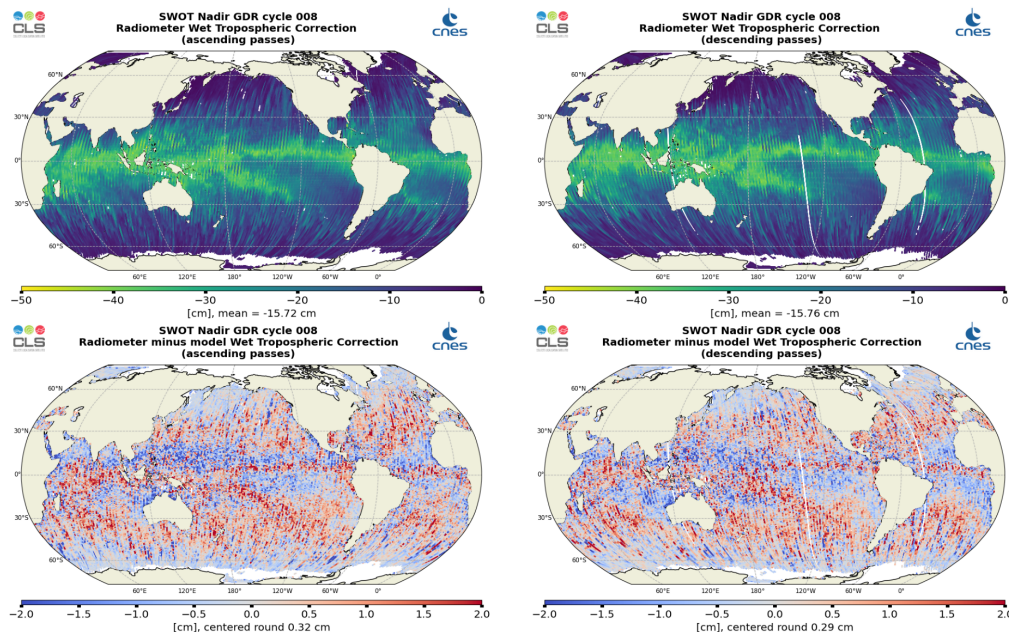 CLS
SWOT Nadir GDR cycle 008
Radiometer Wet Tropospheric Correction
(ascending passes)
cnes
60°N
30°N
0°
30°S
60°S
60°E 120°E 180° 120°W 60°W 0°
−50 −40 −30 −20 −10 0
[cm], mean = -15.72 cm
CLS
SWOT Nadir GDR cycle 008
Radiometer Wet Tropospheric Correction
(descending passes)
cnes
60°N
30°N
0°
30°S
60°S
60°E 120°E 180° 120°W 60°W 0°
−50 −40 −30 −20 −10 0
[cm], mean = -15.76 cm
CLS
SWOT Nadir GDR cycle 008
Radiometer minus model Wet Tropospheric Correction
(ascending passes)
cnes
60°N
30°N
0°
30°S
60°S
60°E 120°E 180° 120°W 60°W 0°
−2.0 −1.5 −1.0 −0.5 0.0 0.5 1.0 1.5 2.0
[cm], centered round 0.32 cm
CLS
SWOT Nadir GDR cycle 008
Radiometer minus model Wet Tropospheric Correction
(descending passes)
cnes
60°N
30°N
0°
30°S
60°S
60°E 120°E 180° 120°W 60°W 0°
−2.0 −1.5 −1.0 −0.5 0.0 0.5 1.0 1.5 2.0
[cm], centered round 0.29 cm